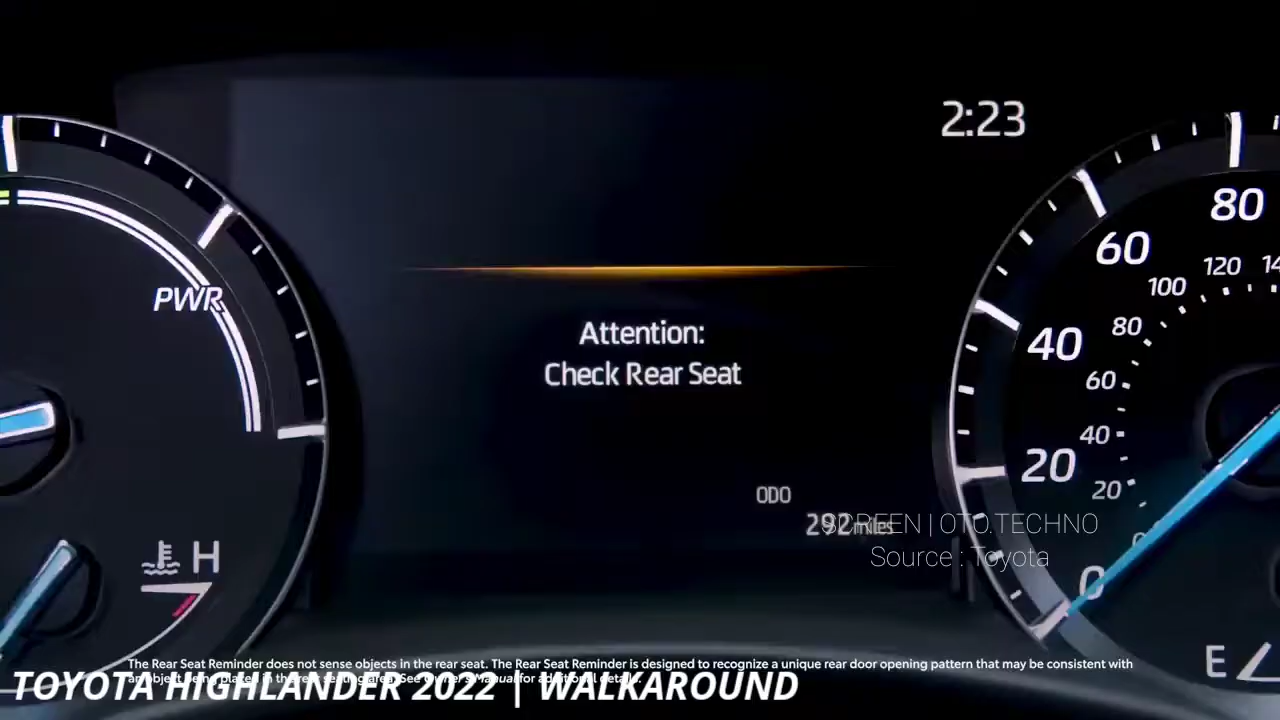 2:23
80
60
120
14
100
PWR
80
40
Attention:
60
Check Rear Seat
40
20
20
ODO
292 miles
SCREEN | OTO.TECHNO
Source : Toyota
H
0
E
The Rear Seat Reminder does not sense objects in the rear seat. The Rear Seat Reminder is designed to recognize a unique rear door opening pattern that may be consistent with
an object being placed in the rear seating area. See Owner's Manual for additional details.
TOYOTA HIGHLANDER 2022 | WALKAROUND